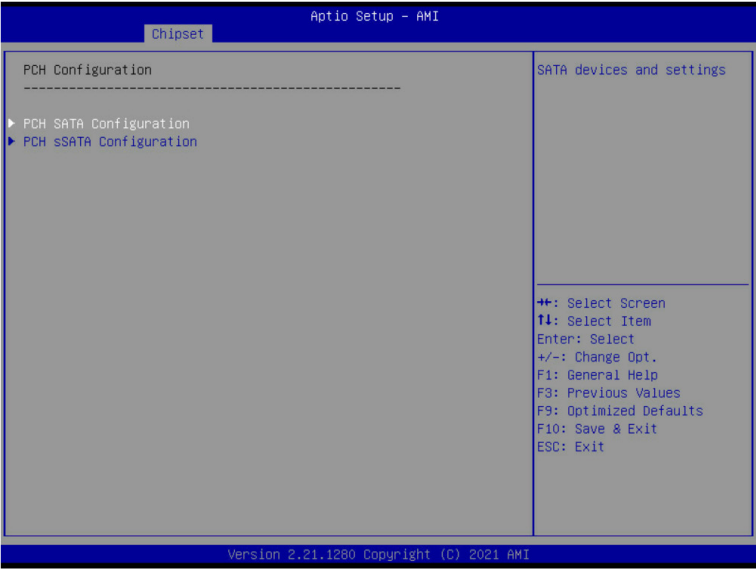 Aptio Setup – AMI
Chipset
PCH Configuration
------------------------------------------------
▶ PCH SATA Configuration
▶ PCH sSATA Configuration
SATA devices and settings
→←: Select Screen
↑↓: Select Item
Enter: Select
+/-: Change Opt.
F1: General Help
F3: Previous Values
F9: Optimized Defaults
F10: Save & Exit
ESC: Exit
Version 2.21.1280 Copyright (C) 2021 AMI